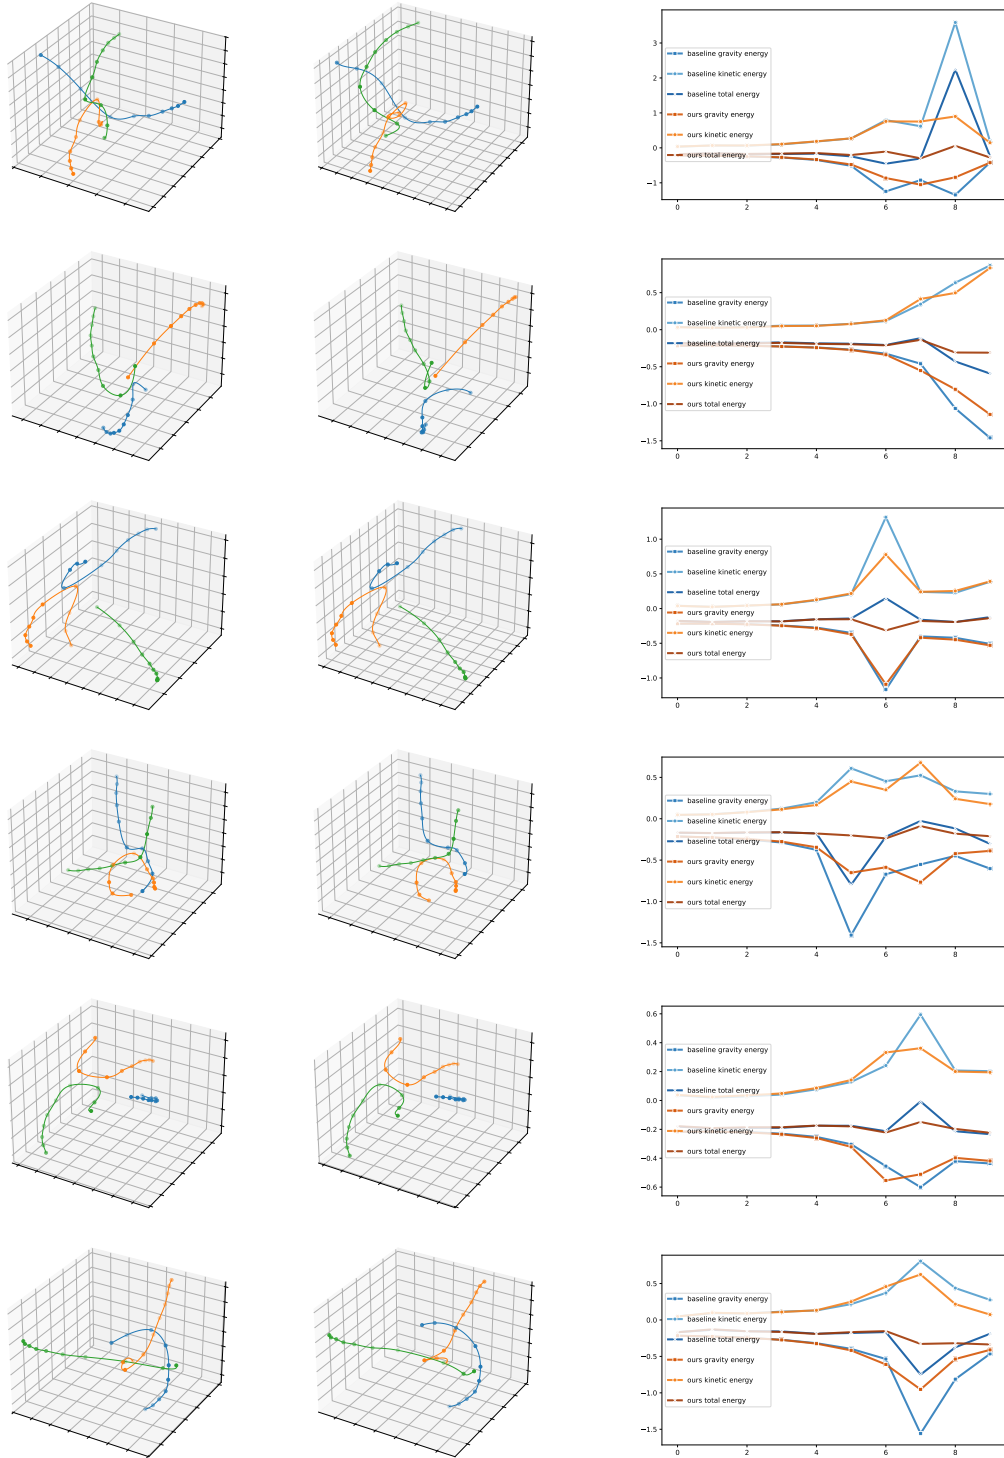 3
2
1
0
−1
baseline gravity energy
baseline kinetic energy
baseline total energy
ours gravity energy
ours kinetic energy
ours total energy
0 2 4 6 8
0.5
0.0
−0.5
−1.0
−1.5
baseline gravity energy
baseline kinetic energy
baseline total energy
ours gravity energy
ours kinetic energy
ours total energy
0 2 4 6 8
1.0
0.5
0.0
−0.5
−1.0
baseline gravity energy
baseline kinetic energy
baseline total energy
ours gravity energy
ours kinetic energy
ours total energy
0 2 4 6 8
0.5
0.0
−0.5
−1.0
−1.5
baseline gravity energy
baseline kinetic energy
baseline total energy
ours gravity energy
ours kinetic energy
ours total energy
0 2 4 6 8
0.6
0.4
0.2
0.0
−0.2
−0.4
−0.6
baseline gravity energy
baseline kinetic energy
baseline total energy
ours gravity energy
ours kinetic energy
ours total energy
0 2 4 6 8
0.5
0.0
−0.5
−1.0
−1.5
baseline gravity energy
baseline kinetic energy
baseline total energy
ours gravity energy
ours kinetic energy
ours total energy
0 2 4 6 8